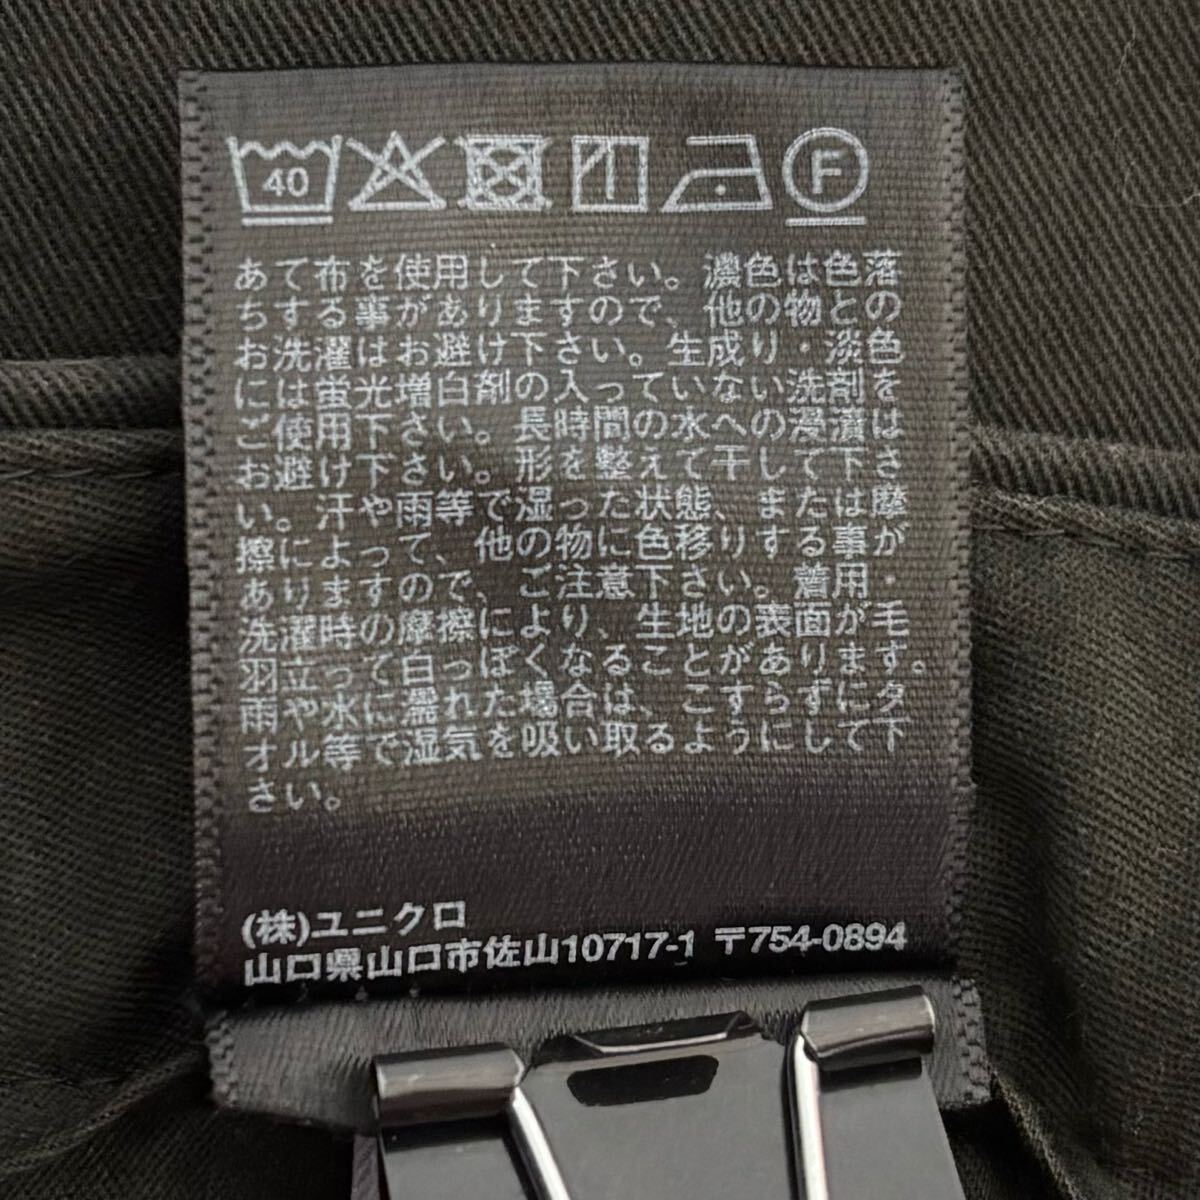 40 F
あて布を使用して下さい。濃色は色落
ちする事がありますので、他の物との
お洗濯はお避け下さい。生成り・淡色
には蛍光増白剤の入っていない洗剤を
ご使用下さい。長時間の水への浸漬は
お避け下さい。形を整えて干して下さ
い。汗や雨等で湿った状態、または摩
擦によって、他の物に色移りする事が
ありますので、ご注意下さい。着用・
洗濯時の摩擦により、生地の表面が毛
羽立って白っぽくなることがあります。
雨や水に濡れた場合は、こすらずにタ
オル等で湿気を吸い取るようにして下
さい。
(株)ユニクロ
山口県山口市佐山10717-1 〒754-0894